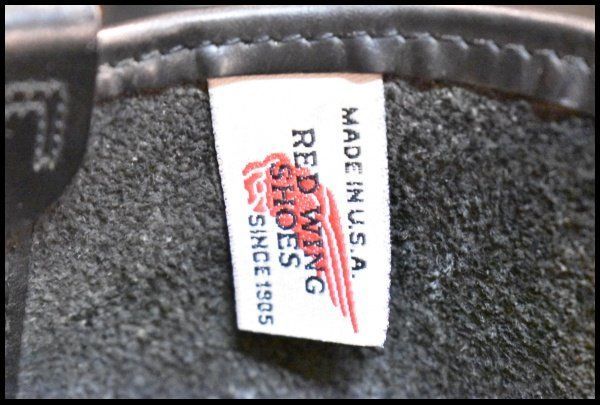 MADE IN U.S.A.
RED WING
SHOES
SINCE 1905